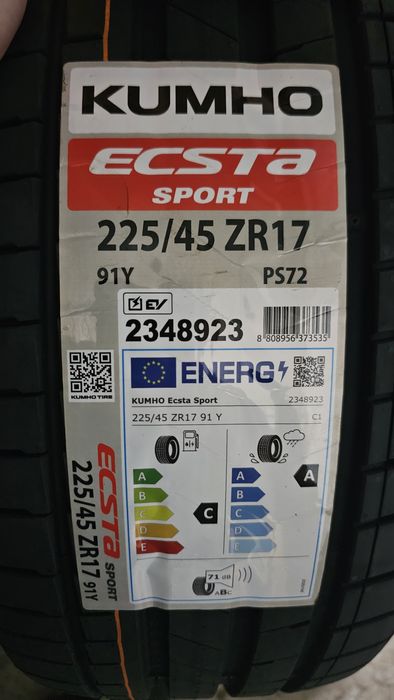 KUMHO
ECSTA
SPORT
225/45 ZR17
91Y PS72
EV
2348923
8 808956 373535
KUMHO TIRE
ENERG
KUMHO Ecsta Sport 2348923
225/45 ZR17 91 Y C1
A
B
C
D
E
C
A
B
C
D
E
A
71 dB
ABC
ECSTA SPORT
225/45 ZR17 91Y